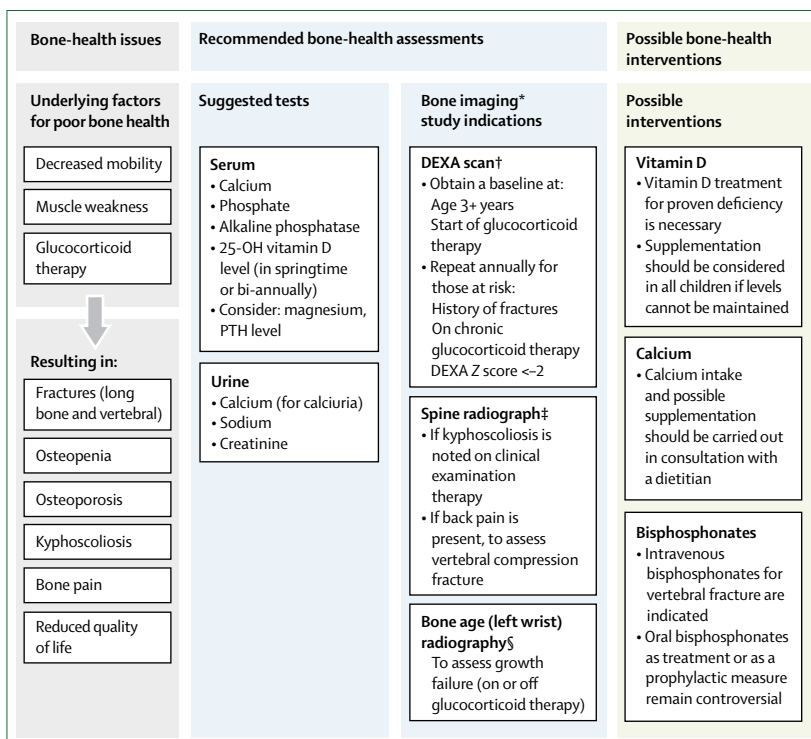 Bone-health issues
Recommended bone-health assessments
Possible bone-health
interventions
Underlying factors
for poor bone health
Decreased mobility
Muscle weakness
Glucocorticoid
therapy
Resulting in:
Fractures (long
bone and vertebral)
Osteopenia
Osteoporosis
Kyphoscoliosis
Bone pain
Reduced quality
of life
Suggested tests
Serum
• Calcium
• Phosphate
• Alkaline phosphatase
• 25-OH vitamin D
level (in springtime
or bi-annually)
• Consider: magnesium,
PTH level
Urine
• Calcium (for calciuria)
• Sodium
• Creatinine
Bone imaging*
study indications
DEXA scan†
• Obtain a baseline at:
Age 3+ years
Start of glucocorticoid
therapy
• Repeat annually for
those at risk:
History of fractures
On chronic
glucocorticoid therapy
DEXA Z score <–2
Spine radiograph‡
• If kyphoscoliosis is
noted on clinical
examination
therapy
• If back pain is
present, to assess
vertebral compression
fracture
Bone age (left wrist)
radiography§
To assess growth
failure (on or off
glucocorticoid therapy)
Possible
interventions
Vitamin D
• Vitamin D treatment
for proven deficiency
is necessary
• Supplementation
should be considered
in all children if levels
cannot be maintained
Calcium
• Calcium intake
and possible
supplementation
should be carried out
in consultation with
a dietitian
Bisphosphonates
• Intravenous
bisphosphonates for
vertebral fracture are
indicated
• Oral bisphosphonates
as treatment or as a
prophylactic measure
remain controversial